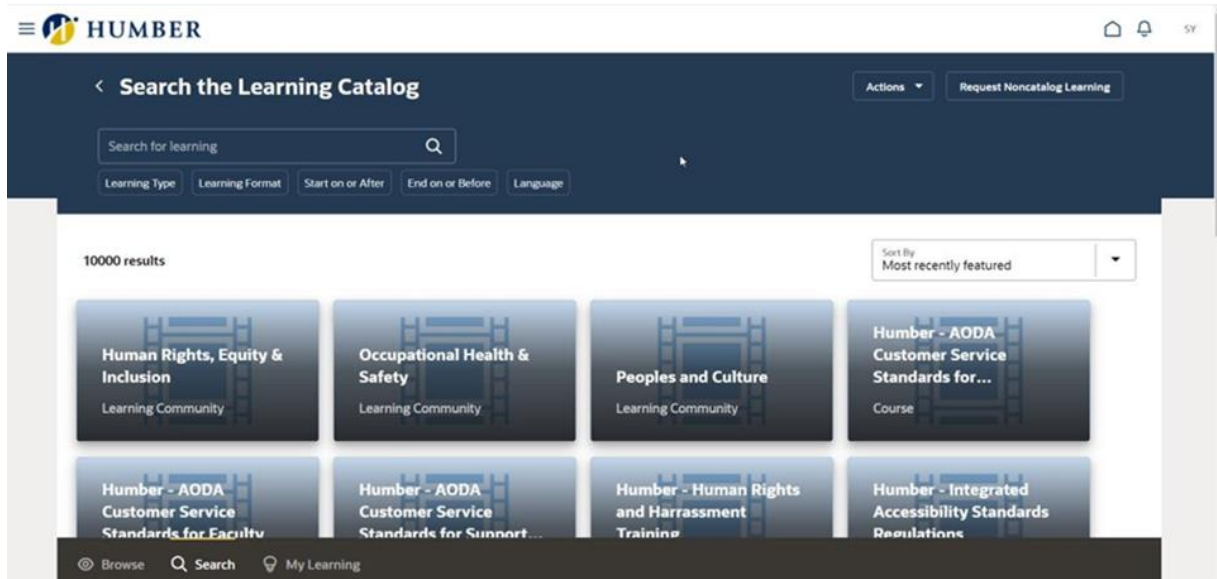 HUMBER
SY
Search the Learning Catalog
Actions
Request Noncatalog Learning
Search for learning
Learning Type
Learning Format
Start on or After
End on or Before
Language
10000 results
Sort By
Most recently featured
Human Rights, Equity &
Inclusion
Learning Community
Occupational Health &
Safety
Learning Community
Peoples and Culture
Learning Community
Humber - AODA
Customer Service
Standards for...
Course
Humber - AODA
Customer Service
Standards for Faculty
Humber - AODA
Customer Service
Standards for Support...
Humber - Human Rights
and Harrassment
Training
Humber - Integrated
Accessibility Standards
Regulations
Browse
Search
My Learning